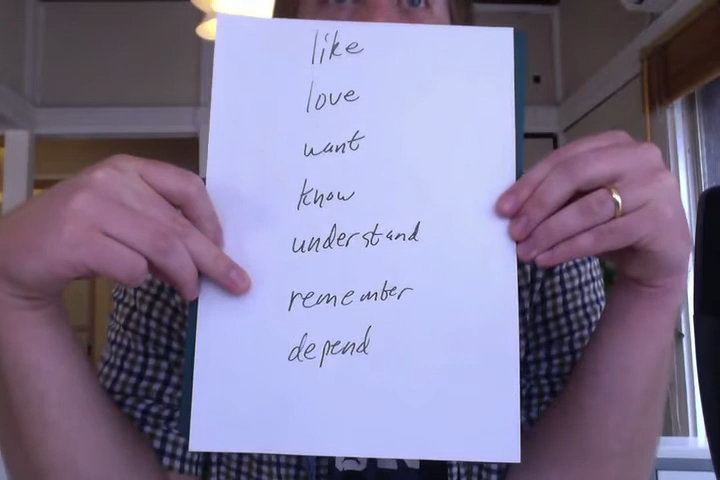 like
love
want
know
understand
remember
depend